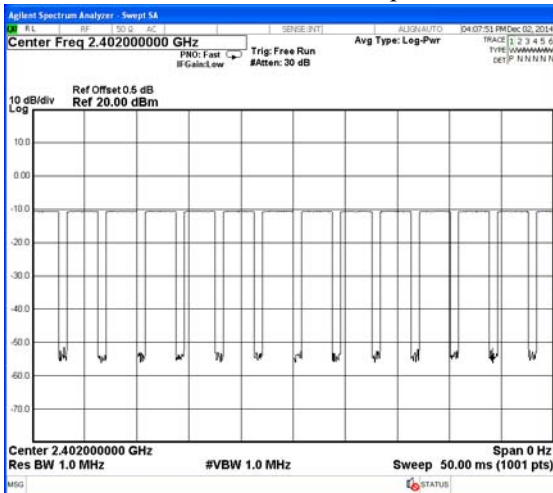 Agilent Spectrum Analyzer - Swept SA
RL RF 50 Ω AC SENSE:INT ALIGNAUTO 04:07:51 PM Dec 02, 2014
Center Freq 2.402000000 GHz
PNO: Fast
IFGain:Low
Trig: Free Run
#Atten: 30 dB
Avg Type: Log-Pwr
TRACE 1 2 3 4 5 6
TYPE
DET P N N N N N
Ref Offset 0.5 dB
10 dB/div Ref 20.00 dBm
Log
10.0
0.00
-10.0
-20.0
-30.0
-40.0
-50.0
-60.0
-70.0
Center 2.402000000 GHz Span 0 Hz
Res BW 1.0 MHz #VBW 1.0 MHz Sweep 50.00 ms (1001 pts)
MSG STATUS